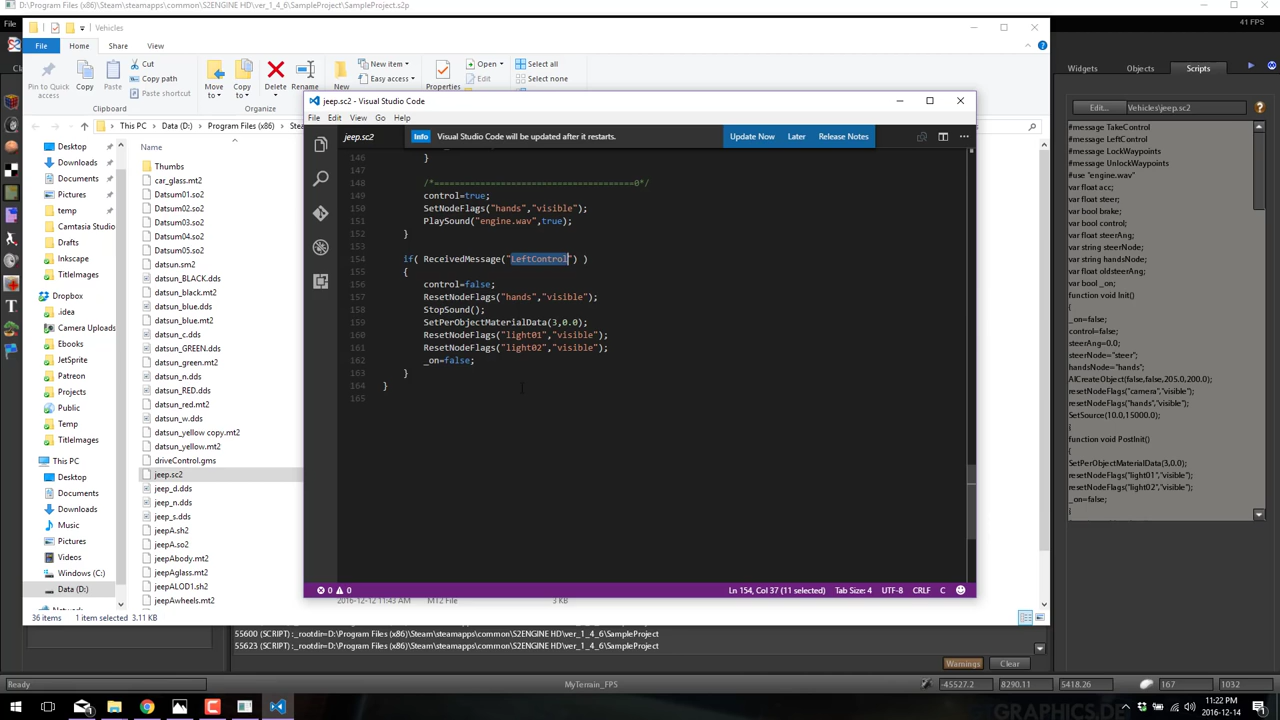 D:\Program Files (x86)\Steam\steamapps\common\S2ENGINE HD\ver_1_4_6\SampleProject\SampleProject.s2p
File
41 FPS
Vehicles
File Home Share View
Pin to Quick access
Copy
Paste
Cut
Copy path
Paste shortcut
Clipboard
Move to
Copy to
Delete
Rename
Organize
New item
Easy access
Properties
Open
Edit
Select all
Select none
This PC > Data (D:) > Program Files (x86)
Name
Desktop
Downloads
Documents
Pictures
temp
Camtasia Studio
Drafts
Inkscape
TitleImages
Dropbox
.idea
Camera Uploads
Ebooks
JetSprite
Patreon
Projects
Public
Temp
TitleImages
This PC
Desktop
Documents
Downloads
Music
Pictures
Videos
Windows (C:)
Data (D:)
Thumbs
car_glass.mt2
Datsum01.so2
Datsum02.so2
Datsum03.so2
Datsum04.so2
Datsum05.so2
datsun.sm2
datsun_BLACK.dds
datsun_black.mt2
datsun_blue.dds
datsun_blue.mt2
datsun_c.dds
datsun_GREEN.dds
datsun_green.mt2
datsun_n.dds
datsun_RED.dds
datsun_red.mt2
datsun_w.dds
datsun_yellow copy.mt2
datsun_yellow.mt2
driveControl.gms
jeep.sc2
jeep_d.dds
jeep_n.dds
jeep_s.dds
jeepA.sh2
jeepA.so2
jeepAbody.mt2
jeepAglass.mt2
jeepALOD1.sh2
jeepAwheels.mt2
2016-12-12 11:43 AM MT2 File 3 KB
36 items 1 item selected 3.11 KB
jeep.sc2 - Visual Studio Code
File Edit View Go Help
jeep.sc2
Info Visual Studio Code will be updated after it restarts.
Update Now Later Release Notes
146 }
147
148 /*=====================================0*/
149 control=true;
150 SetNodeFlags("hands","visible");
151 PlaySound("engine.wav",true);
152 }
153
154 if( ReceivedMessage("LeftControl") )
155 {
156 control=false;
157 ResetNodeFlags("hands","visible");
158 StopSound();
159 SetPerObjectMaterialData(3,0.0);
160 ResetNodeFlags("light01","visible");
161 ResetNodeFlags("light02","visible");
162 _on=false;
163 }
164 }
165
0 0
Ln 154, Col 37 (11 selected) Tab Size: 4 UTF-8 CRLF C
Widgets Objects Scripts
Edit... Vehicles\jeep.sc2
#message TakeControl
#message LeftControl
#message LockWaypoints
#message UnlockWaypoints
#use "engine.wav"
var float acc;
var float steer;
var float brake;
var bool control;
var float steerAng;
var string steerNode;
var string handsNode;
var float oldsteerAng;
var bool _on;
function void Init()
{
_on=false;
control=false;
steerAng=0.0;
steerNode="steer";
handsNode="hands";
AICreateObject(false,false,205.0,200.0);
resetNodeFlags("camera","visible");
resetNodeFlags("hands","visible");
SetSource(10.0,15000.0);
}
function void PostInit()
{
SetPerObjectMaterialData(3,0.0);
resetNodeFlags("light01","visible");
resetNodeFlags("light02","visible");
_on=false;
}
55600 (SCRIPT) :_rootdir=D:\Program Files (x86)\Steam\steamapps\common\S2ENGINE HD\ver_1_4_6\SampleProject
55623 (SCRIPT) :_rootdir=D:\Program Files (x86)\Steam\steamapps\common\S2ENGINE HD\ver_1_4_6\SampleProject
Warnings Clear
Ready MyTerrain_FPS 45527.2 8290.11 5418.26 167 1032
11:22 PM
2016-12-14